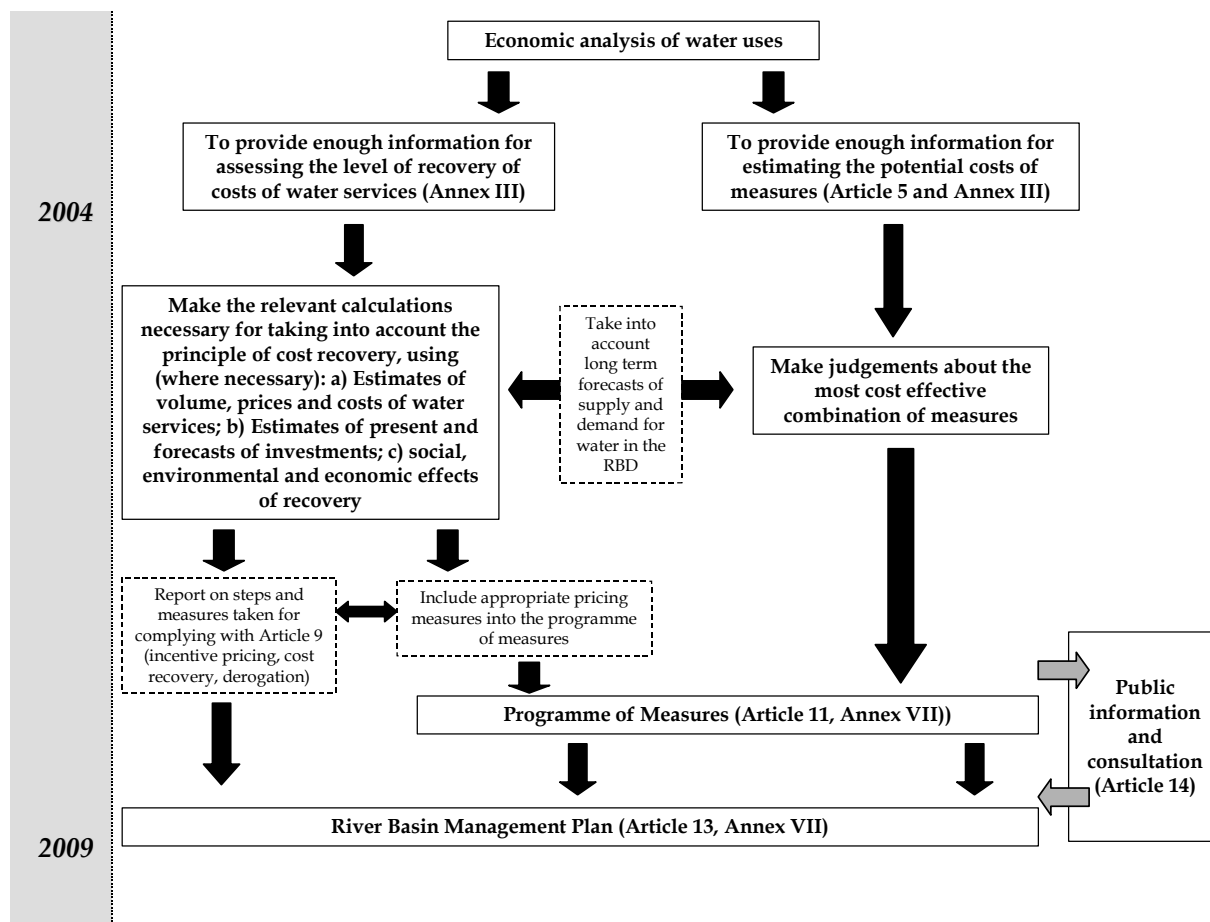 Economic analysis of water uses
To provide enough information for
assessing the level of recovery of
costs of water services (Annex III)
To provide enough information for
estimating the potential costs of
measures (Article 5 and Annex III)
2004
Make the relevant calculations
necessary for taking into account the
principle of cost recovery, using
(where necessary): a) Estimates of
volume, prices and costs of water
services; b) Estimates of present and
forecasts of investments; c) social,
environmental and economic effects
of recovery
Take into
account
long term
forecasts of
supply and
demand for
water in the
RBD
Make judgements about the
most cost effective
combination of measures
Report on steps and
measures taken for
complying with Article 9
(incentive pricing, cost
recovery, derogation)
Include appropriate pricing
measures into the programme
of measures
Programme of Measures (Article 11, Annex VII))
Public
information
and
consultation
(Article 14)
River Basin Management Plan (Article 13, Annex VII)
2009